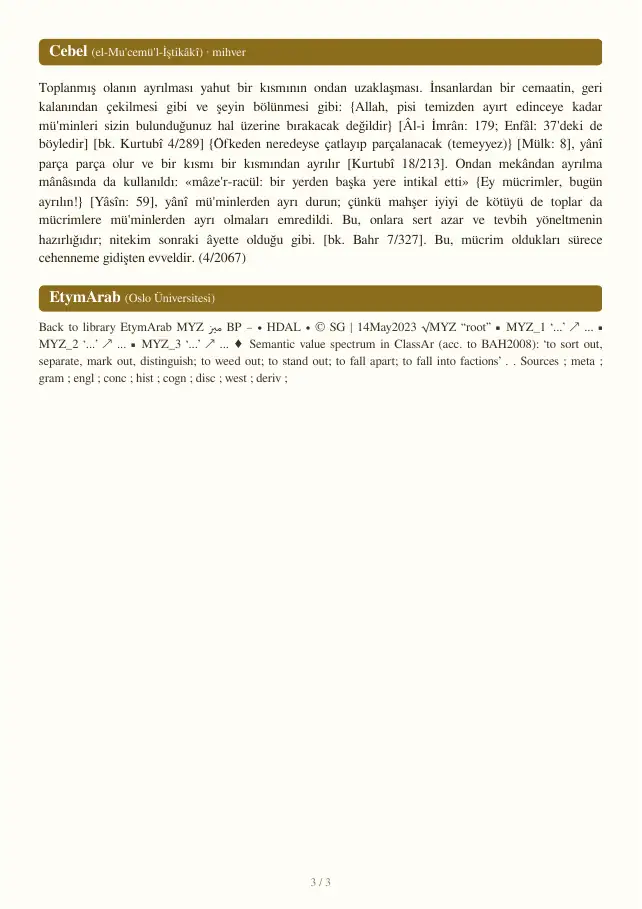 Cebel (el-Mu'cemü'l-İştikâkî) · mihver
Toplanmış olanın ayrılması yahut bir kısmının ondan uzaklaşması. İnsanlardan bir cemaatin, geri
kalanından çekilmesi gibi ve şeyin bölünmesi gibi: {Allah, pisi temizden ayırt edinceye kadar
mü'minleri sizin bulunduğunuz hal üzerine bırakacak değildir} [Âl-i İmrân: 179; Enfâl: 37'deki de
böyledir] [bk. Kurtubî 4/289] {Öfkeden neredeyse çatlayıp parçalanacak (temeyyez)} [Mülk: 8], yânî
parça parça olur ve bir kısmı bir kısmından ayrılır [Kurtubî 18/213]. Ondan mekândan ayrılma
mânâsında da kullanıldı: «mâze'r-racül: bir yerden başka yere intikal etti» {Ey mücrimler, bugün
ayrılın!} [Yâsîn: 59], yânî mü'minlerden ayrı durun; çünkü mahşer iyiyi de kötüyü de toplar da
mücrimlere mü'minlerden ayrı olmaları emredildi. Bu, onlara sert azar ve tevbih yöneltmenin
hazırlığıdır; nitekim sonraki âyette olduğu gibi. [bk. Bahr 7/327]. Bu, mücrim oldukları sürece
cehenneme gidişten evveldir. (4/2067)
EtymArab (Oslo Üniversitesi)
Back to library EtymArab MYZ ميز BP – • HDAL • © SG | 14May2023 √MYZ “root” ▪ MYZ_1 ‘...’ ↗ ... ▪
MYZ_2 ‘...’ ↗ ... ▪ MYZ_3 ‘...’ ↗ ... ♦ Semantic value spectrum in ClassAr (acc. to BAH2008): ‘to sort out,
separate, mark out, distinguish; to weed out; to stand out; to fall apart; to fall into factions’ . . Sources ; meta ;
gram ; engl ; conc ; hist ; cogn ; disc ; west ; deriv ;
3 / 3